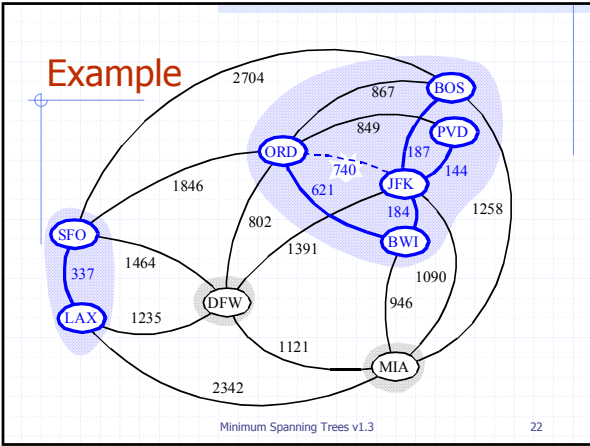 Example
2704
867
BOS
849
PVD
ORD
740
187
144
JFK
1846
621
184
1258
802
1391
SFO
BWI
1464
337
1090
DFW
946
LAX
1235
1121
MIA
2342
Minimum Spanning Trees v1.3
22